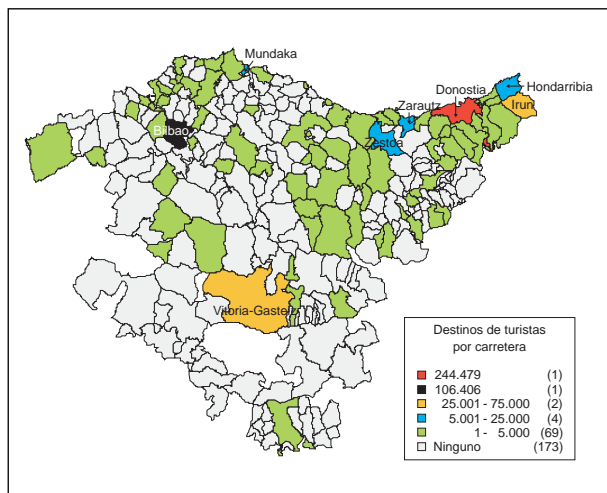 Mundaka
Donostia
Hondarribia
Zarautz
Irun
Bilbao
Zestoa
Vitoria-Gasteiz
Destinos de turistas
por carretera
244.479 (1)
106.406 (1)
25.001 - 75.000 (2)
5.001 - 25.000 (4)
1 - 5.000 (69)
Ninguno (173)